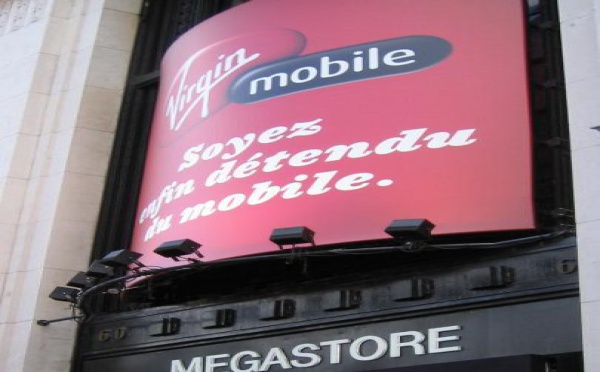 Virgin mobile
Soyez
enfin détendu
du mobile.
MEGASTORE